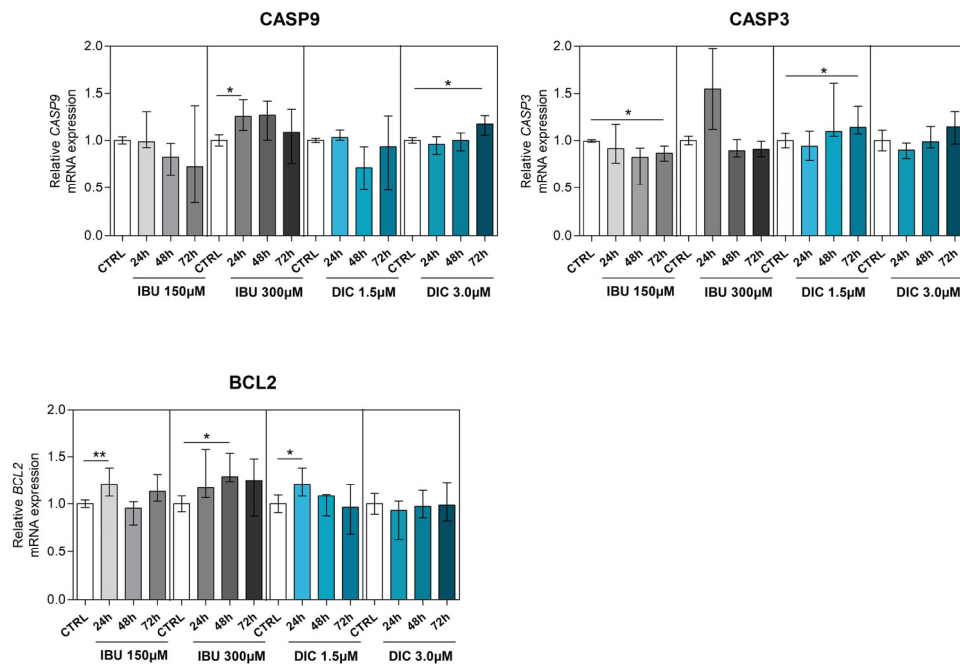 CASP9
Relative CASP9
mRNA expression
2.0
1.5
1.0
0.5
0.0
*
*
CTRL 24h 48h 72h CTRL 24h 48h 72h CTRL 24h 48h 72h CTRL 24h 48h 72h
IBU 150µM IBU 300µM DIC 1.5µM DIC 3.0µM
CASP3
Relative CASP3
mRNA expression
2.0
1.5
1.0
0.5
0.0
*
*
CTRL 24h 48h 72h CTRL 24h 48h 72h CTRL 24h 48h 72h CTRL 24h 48h 72h
IBU 150µM IBU 300µM DIC 1.5µM DIC 3.0µM
BCL2
Relative BCL2
mRNA expression
2.0
1.5
1.0
0.5
0.0
**
*
*
CTRL 24h 48h 72h CTRL 24h 48h 72h CTRL 24h 48h 72h CTRL 24h 48h 72h
IBU 150µM IBU 300µM DIC 1.5µM DIC 3.0µM